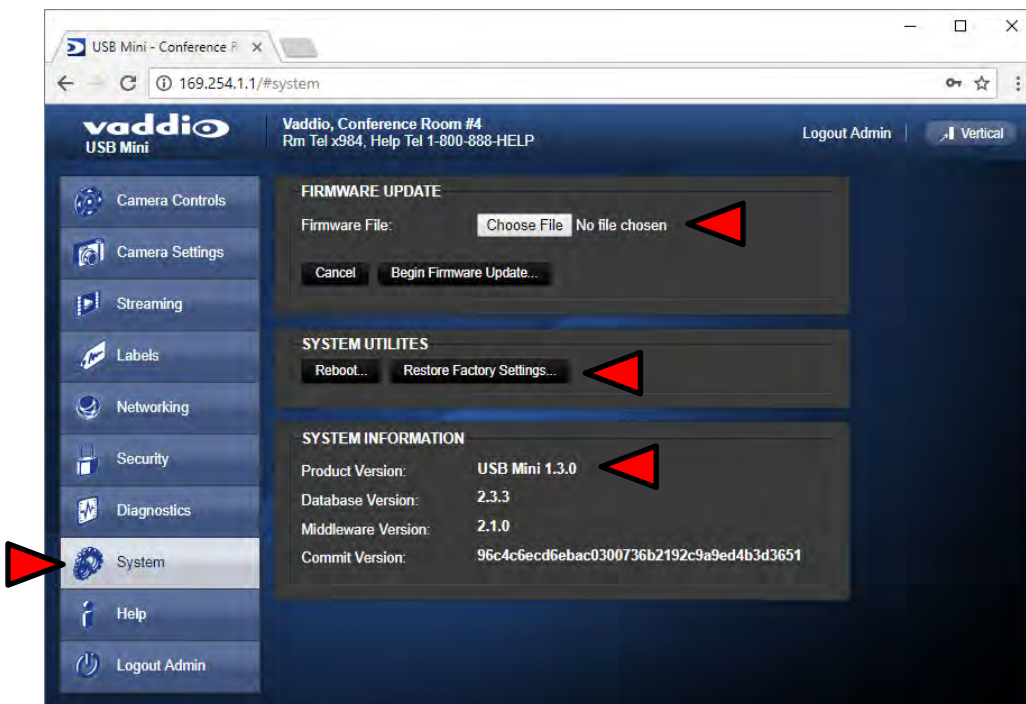 USB Mini - Conference R
169.254.1.1/#system
vaddio
USB Mini
Vaddio, Conference Room #4
Rm Tel x984, Help Tel 1-800-888-HELP
Logout Admin
Vertical
Camera Controls
Camera Settings
Streaming
Labels
Networking
Security
Diagnostics
System
Help
Logout Admin
FIRMWARE UPDATE
Firmware File:
Choose File No file chosen
Cancel Begin Firmware Update...
SYSTEM UTILITES
Reboot... Restore Factory Settings...
SYSTEM INFORMATION
Product Version: USB Mini 1.3.0
Database Version: 2.3.3
Middleware Version: 2.1.0
Commit Version: 96c4c6ecd6ebac0300736b2192c9a9ed4b3d3651